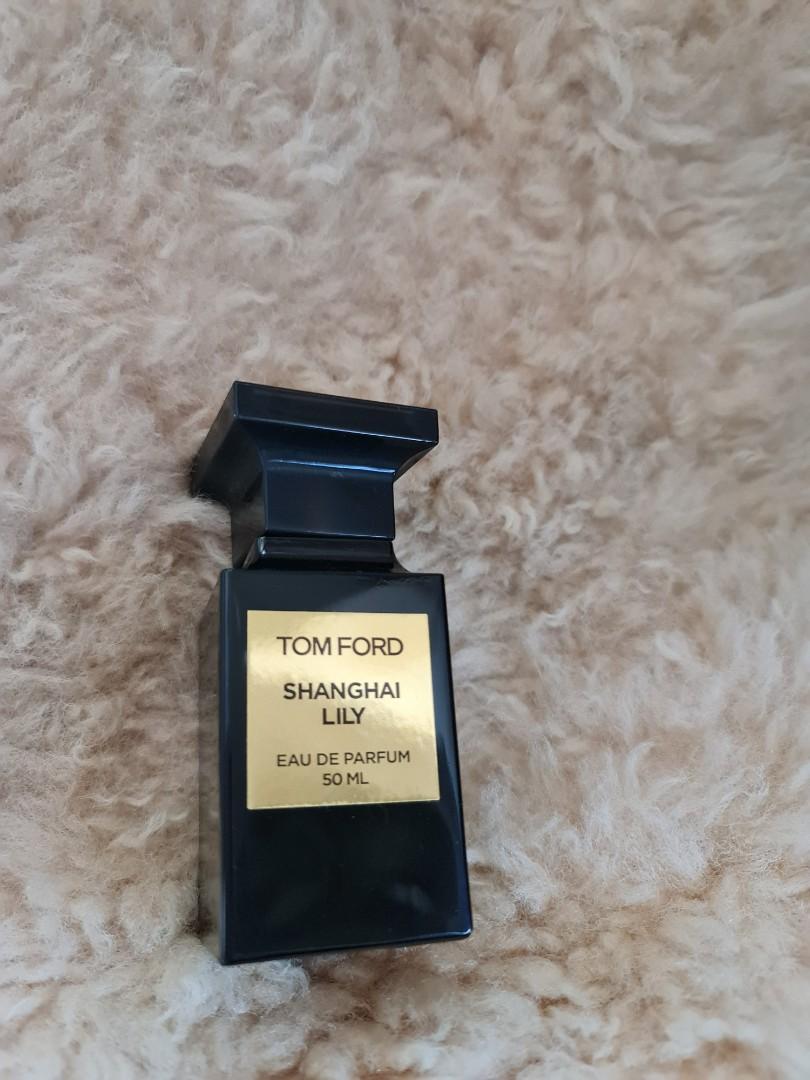 TOM FORD
SHANGHAI
LILY
EAU DE PARFUM
50 ML